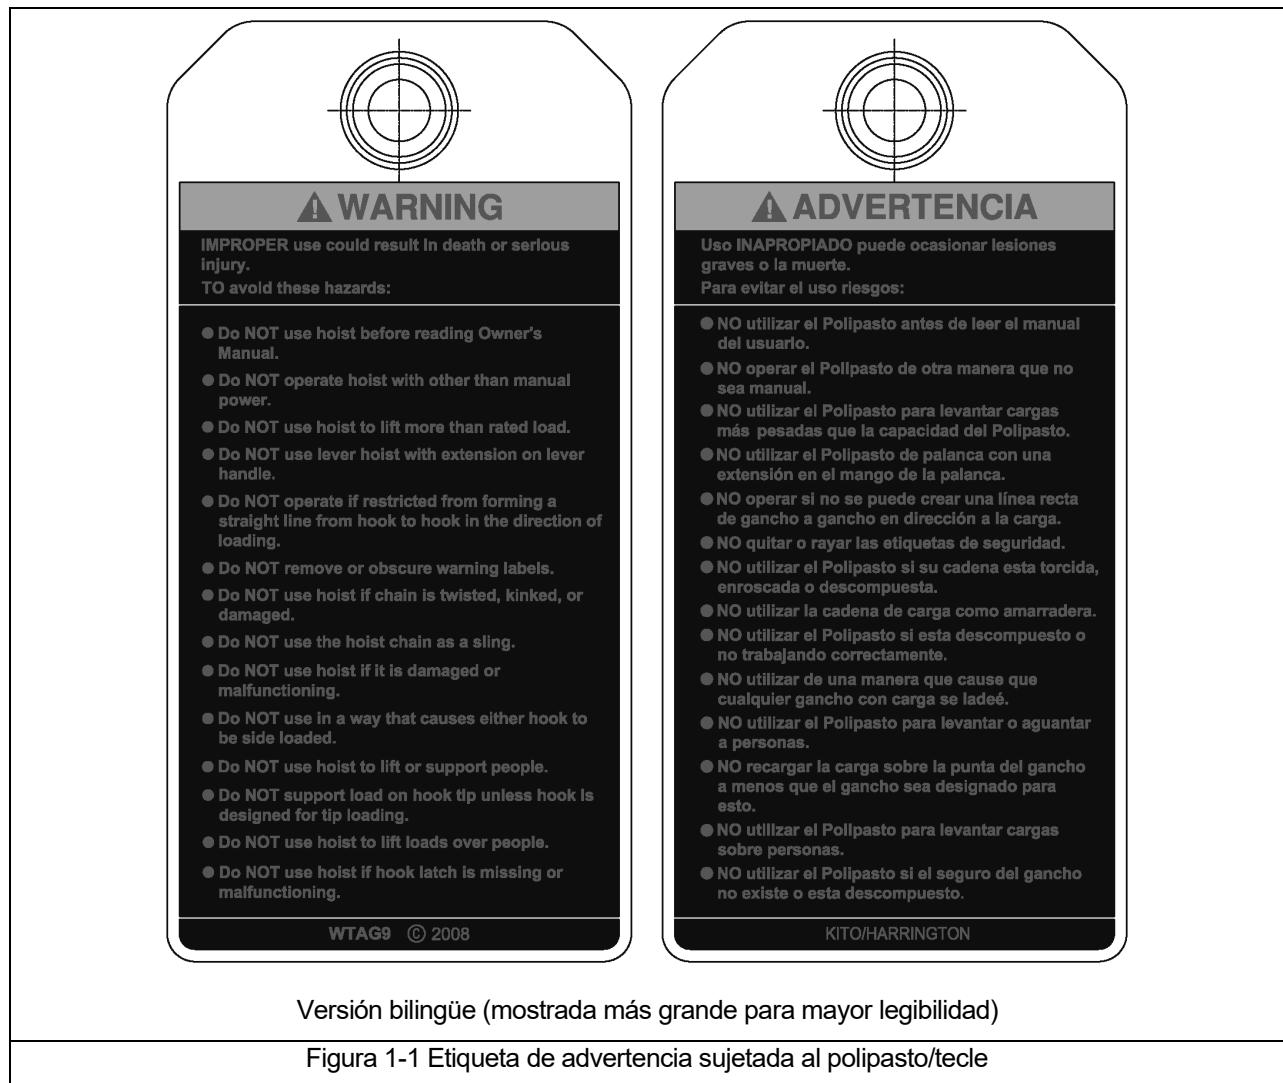 WARNING
IMPROPER use could result in death or serious
injury.
TO avoid these hazards:
● Do NOT use hoist before reading Owner's
Manual.
● Do NOT operate hoist with other than manual
power.
● Do NOT use hoist to lift more than rated load.
● Do NOT use lever hoist with extension on lever
handle.
● Do NOT operate if restricted from forming a
straight line from hook to hook in the direction of
loading.
● Do NOT remove or obscure warning labels.
● Do NOT use hoist if chain is twisted, kinked, or
damaged.
● Do NOT use the hoist chain as a sling.
● Do NOT use hoist if it is damaged or
malfunctioning.
● Do NOT use in a way that causes either hook to
be side loaded.
● Do NOT use hoist to lift or support people.
● Do NOT support load on hook tip unless hook is
designed for tip loading.
● Do NOT use hoist to lift loads over people.
● Do NOT use hoist if hook latch is missing or
malfunctioning.
WTAG9 © 2008
ADVERTENCIA
Uso INAPROPIADO puede ocasionar lesiones
graves o la muerte.
Para evitar el uso riesgos:
● NO utilizar el Polipasto antes de leer el manual
del usuario.
● NO operar el Polipasto de otra manera que no
sea manual.
● NO utilizar el Polipasto para levantar cargas
más pesadas que la capacidad del Polipasto.
● NO utilizar el Polipasto de palanca con una
extensión en el mango de la palanca.
● NO operar si no se puede crear una línea recta
de gancho a gancho en dirección a la carga.
● NO quitar o rayar las etiquetas de seguridad.
● NO utilizar el Polipasto si su cadena esta torcida,
enroscada o descompuesta.
● NO utilizar la cadena de carga como amarradera.
● NO utilizar el Polipasto si esta descompuesto o
no trabajando correctamente.
● NO utilizar de una manera que cause que
cualquier gancho con carga se ladeé.
● NO utilizar el Polipasto para levantar o aguantar
a personas.
● NO recargar la carga sobre la punta del gancho
a menos que el gancho sea designado para
esto.
● NO utilizar el Polipasto para levantar cargas
sobre personas.
● NO utilizar el Polipasto si el seguro del gancho
no existe o esta descompuesto.
KITO/HARRINGTON
Versión bilingüe (mostrada más grande para mayor legibilidad)
Figura 1-1 Etiqueta de advertencia sujetada al polipasto/tecle